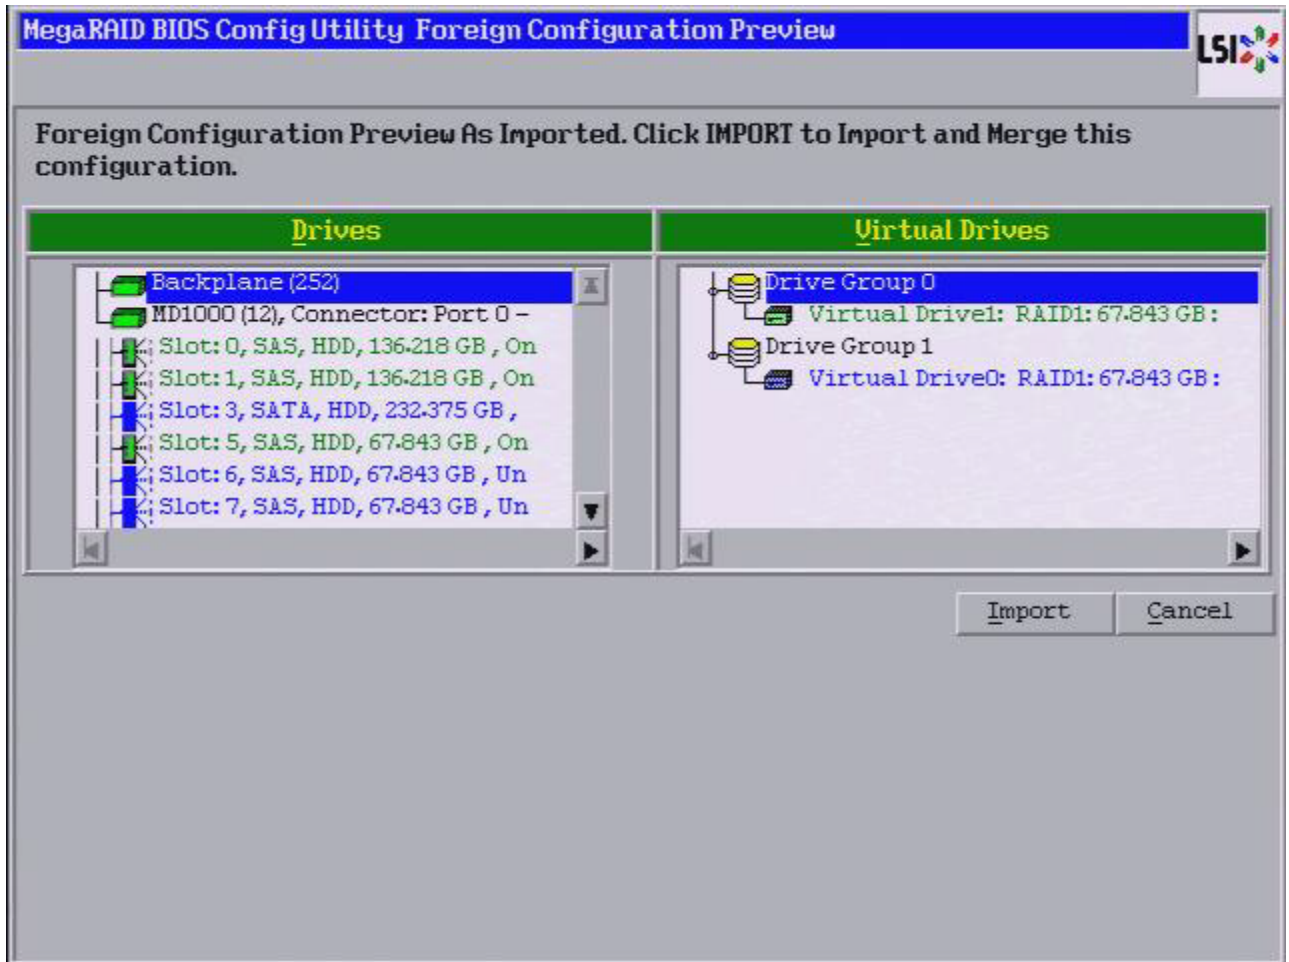 MegaRAID BIOS Config Utility Foreign Configuration Preview
LSI
Foreign Configuration Preview As Imported. Click IMPORT to Import and Merge this
configuration.
Drives
Virtual Drives
Backplane (252)
MD1000 (12), Connector: Port 0 -
Slot: 0, SAS, HDD, 136.218 GB , On
Slot: 1, SAS, HDD, 136.218 GB , On
Slot: 3, SATA, HDD, 232.375 GB ,
Slot: 5, SAS, HDD, 67.843 GB , On
Slot: 6, SAS, HDD, 67.843 GB , Un
Slot: 7, SAS, HDD, 67.843 GB , Un
Drive Group 0
Virtual Drive1: RAID1: 67.843 GB :
Drive Group 1
Virtual Drive0: RAID1: 67.843 GB :
Import
Cancel